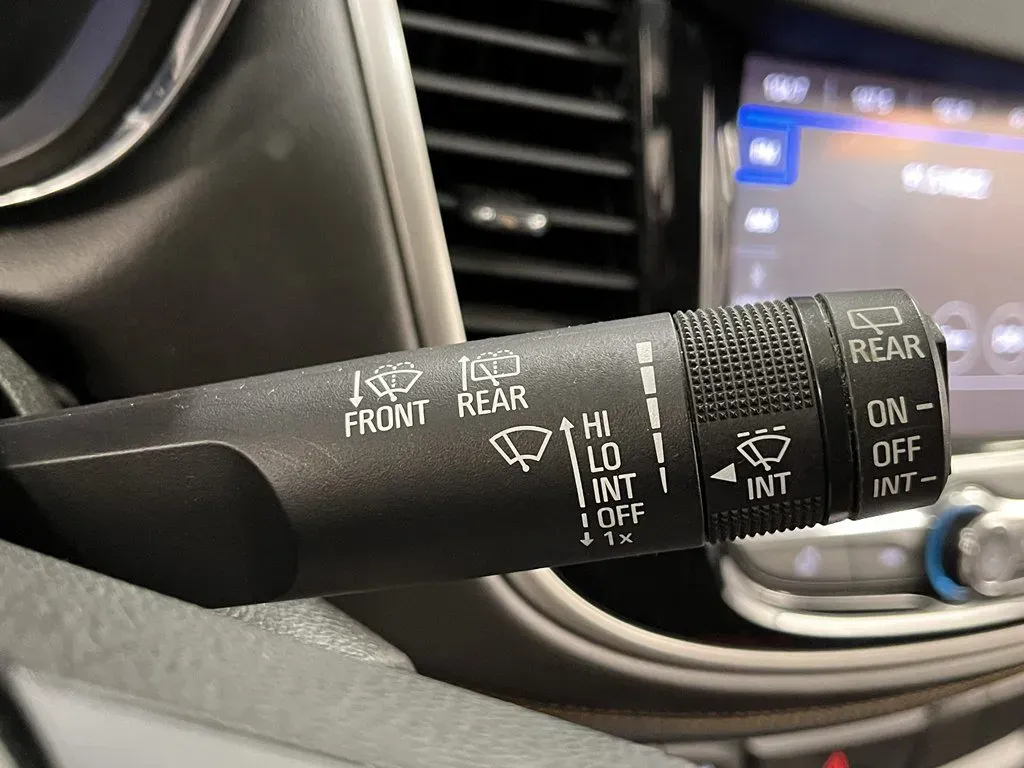 FRONT
REAR
HI
LO
INT
OFF
1x
INT
REAR
ON
OFF
INT